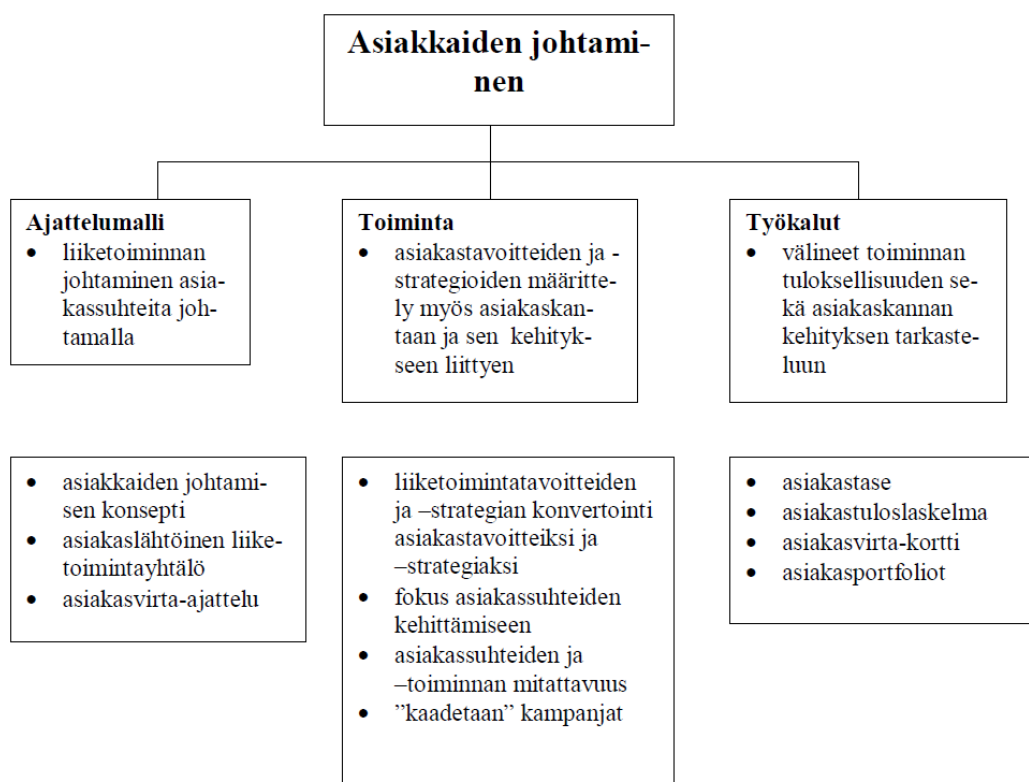 Asiakkaiden johtami-
nen
Ajattelumalli
• liiketoiminnan
johtaminen asia-
kassuhteita joh-
tamalla
Toiminta
• asiakastavoitteiden ja -
strategioiden määritte-
ly myös asiakaskan-
taan ja sen kehityk-
seen liittyen
Työkalut
• välineet toiminnan
tuloksellisuuden se-
kä asiakaskannan
kehityksen tarkaste-
luun
• asiakkaiden johtami-
sen konsepti
• asiakaslähtöinen liike-
toimintayhtälö
• asiakasvirta-ajattelu
• liiketoimintatavoitteiden
ja –strategian konvertointi
asiakastavoitteiksi ja
–strategiaksi
• fokus asiakassuhteiden
kehittämiseen
• asiakassuhteiden ja
–toiminnan mitattavuus
• ”kaadetaan” kampanjat
• asiakastase
• asiakastuloslaskelma
• asiakasvirta-kortti
• asiakasportfoliot